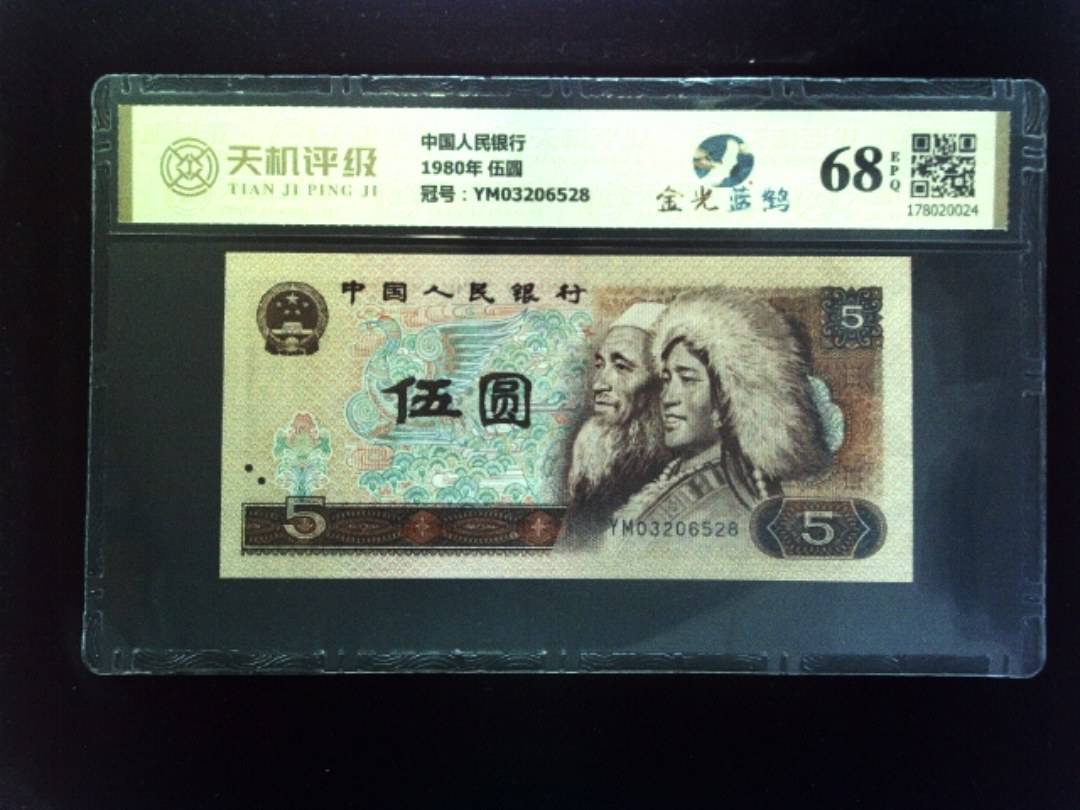 天机评级
TIAN JI PING JI
中国人民银行
1980年 伍圆
冠号：YM03206528
金光蓝鹤
68
EPQ
178020024
中国人民银行
5
伍圆
5
YM03206528
5